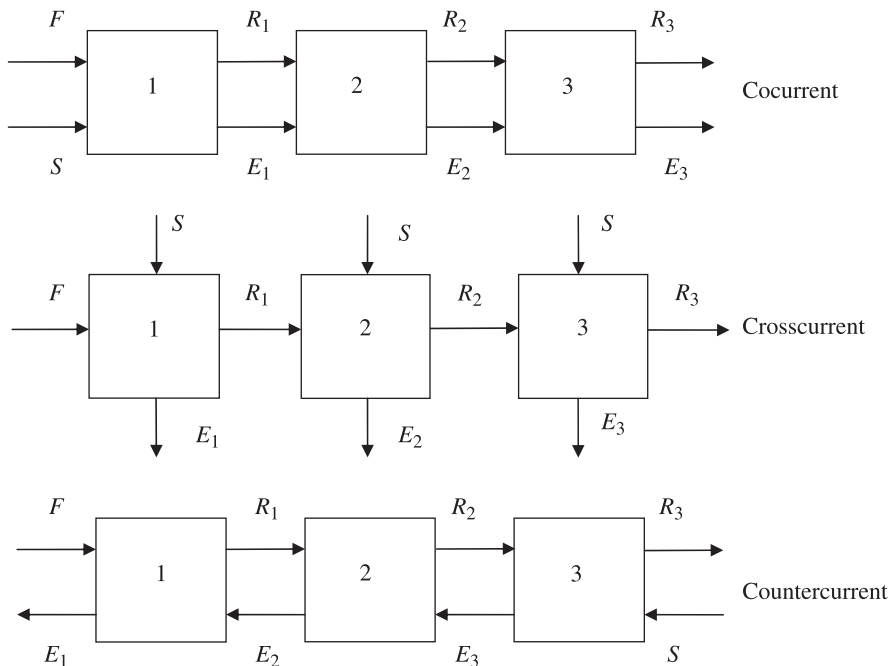 F R₁ R₂ R₃
1 2 3
Cocurrent
S E₁ E₂ E₃
S S S
F R₁ R₂ R₃
1 2 3 Crosscurrent
E₁ E₂ E₃
F R₁ R₂ R₃
1 2 3
Countercurrent
E₁ E₂ E₃ S